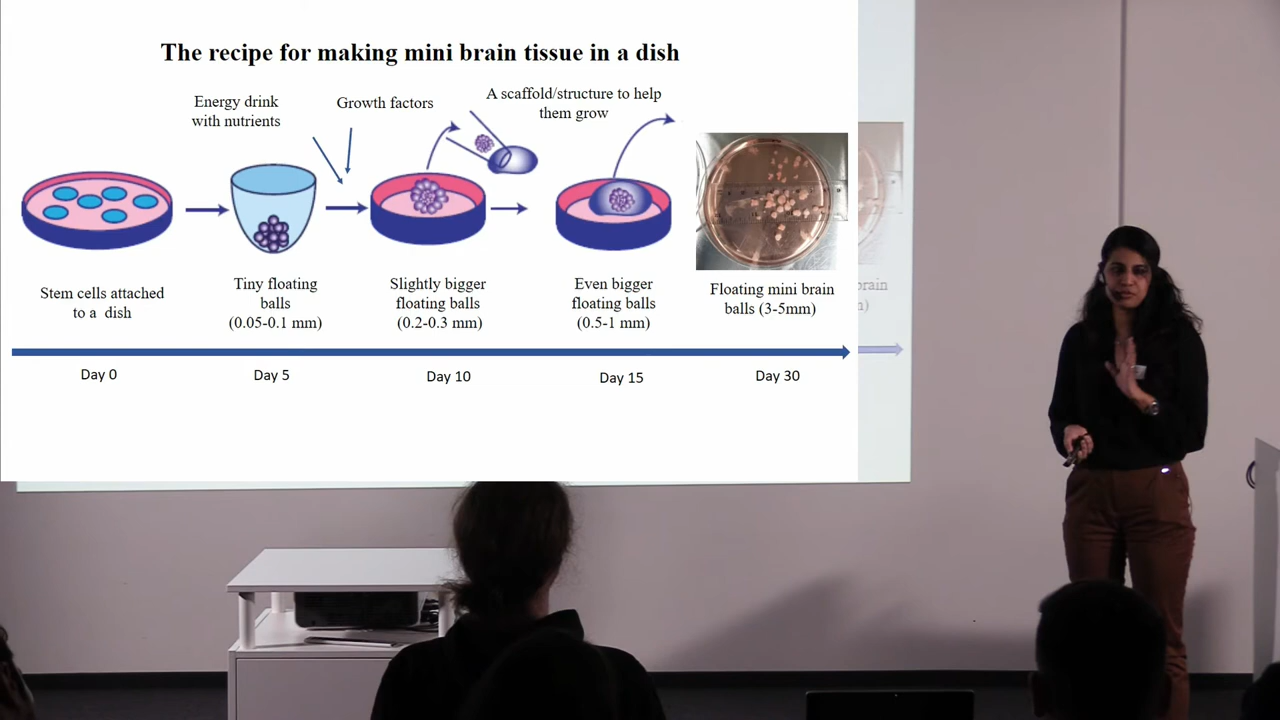 The recipe for making mini brain tissue in a dish
Energy drink
with nutrients
Growth factors
A scaffold/structure to help
them grow
Stem cells attached
to a dish
Tiny floating
balls
(0.05-0.1 mm)
Slightly bigger
floating balls
(0.2-0.3 mm)
Even bigger
floating balls
(0.5-1 mm)
Floating mini brain
balls (3-5mm)
Day 0
Day 5
Day 10
Day 15
Day 30